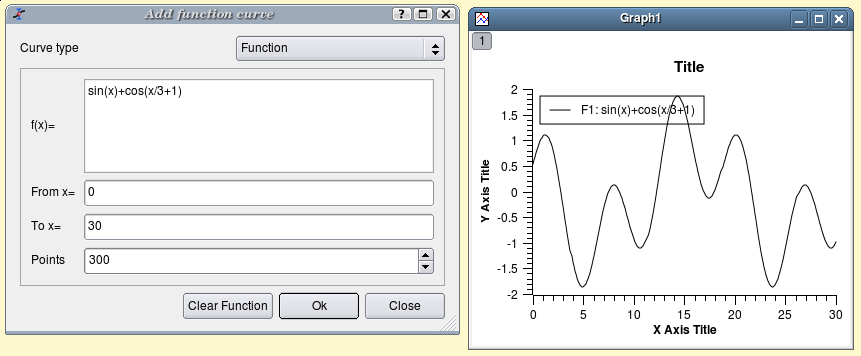 Add function curve
Curve type
Function
f(x)=
sin(x)+cos(x/3+1)
From x=
0
To x=
30
Points
300
Clear Function
Ok
Close
Graph1
1
Title
F1: sin(x)+cos(x/3+1)
Y Axis Title
2
1.5
1
0.5
0
-0.5
-1
-1.5
-2
0 5 10 15 20 25 30
X Axis Title